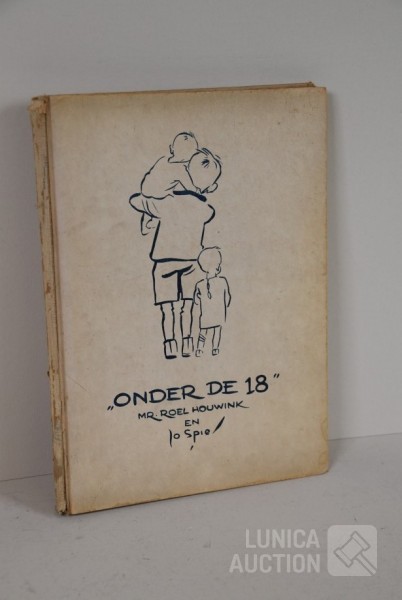 „ONDER DE 18"
MR. ROEL HOUWINK
EN
Jo Spier
LUNICA
AUCTION